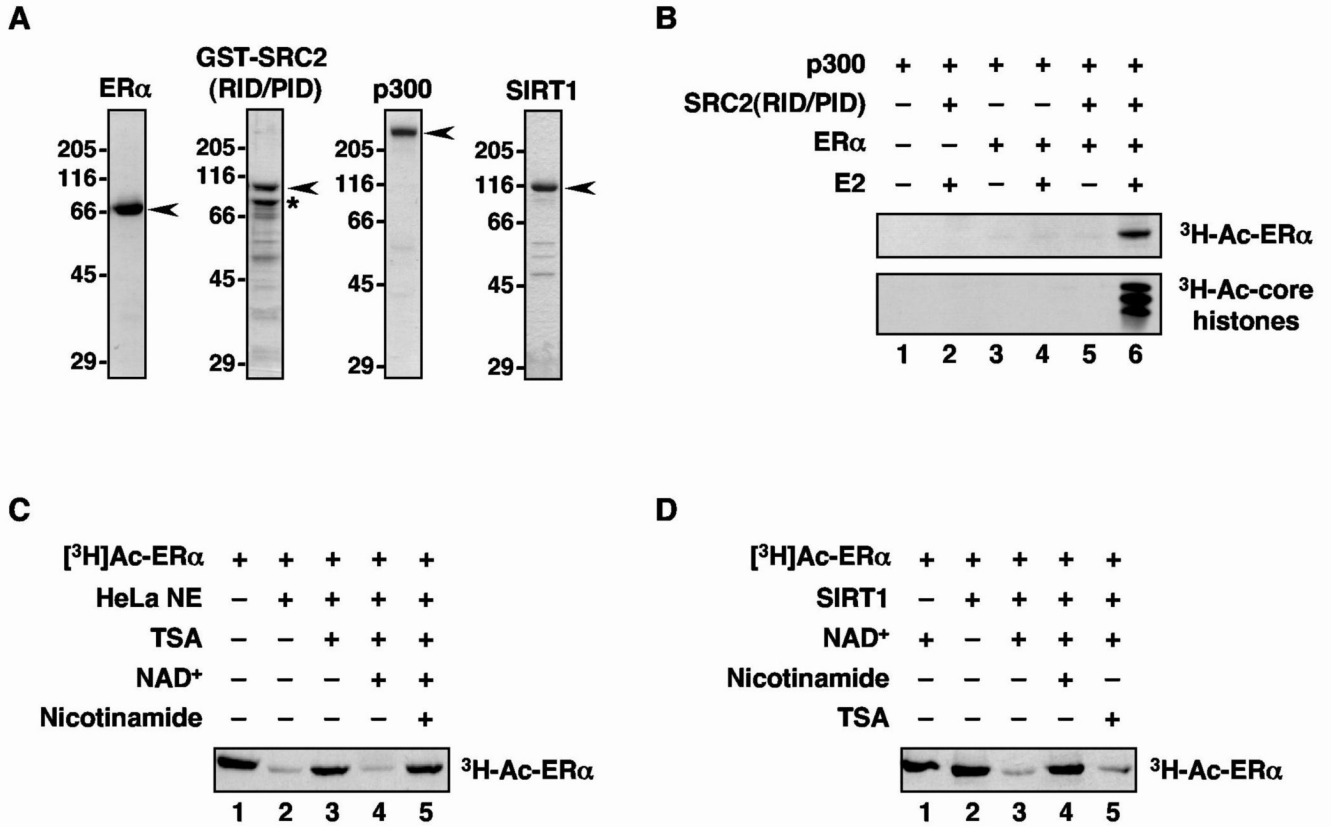 A
ERα
GST-SRC2
(RID/PID)
p300
SIRT1
205-
116-
66-
45-
29-
205-
116-
66-
45-
29-
*
205-
116-
66-
45-
29-
205-
116-
66-
45-
29-
B
p300 + + + + + +
SRC2(RID/PID) – + – – + +
ERα – – + + + +
E2 – + – + – +
³H-Ac-ERα
³H-Ac-core
histones
1 2 3 4 5 6
C
[³H]Ac-ERα + + + + +
HeLa NE – + + + +
TSA – – + + +
NAD⁺ – – – + +
Nicotinamide – – – – +
³H-Ac-ERα
1 2 3 4 5
D
[³H]Ac-ERα + + + + +
SIRT1 – + + + +
NAD⁺ + – + + +
Nicotinamide – – – + –
TSA – – – – +
³H-Ac-ERα
1 2 3 4 5